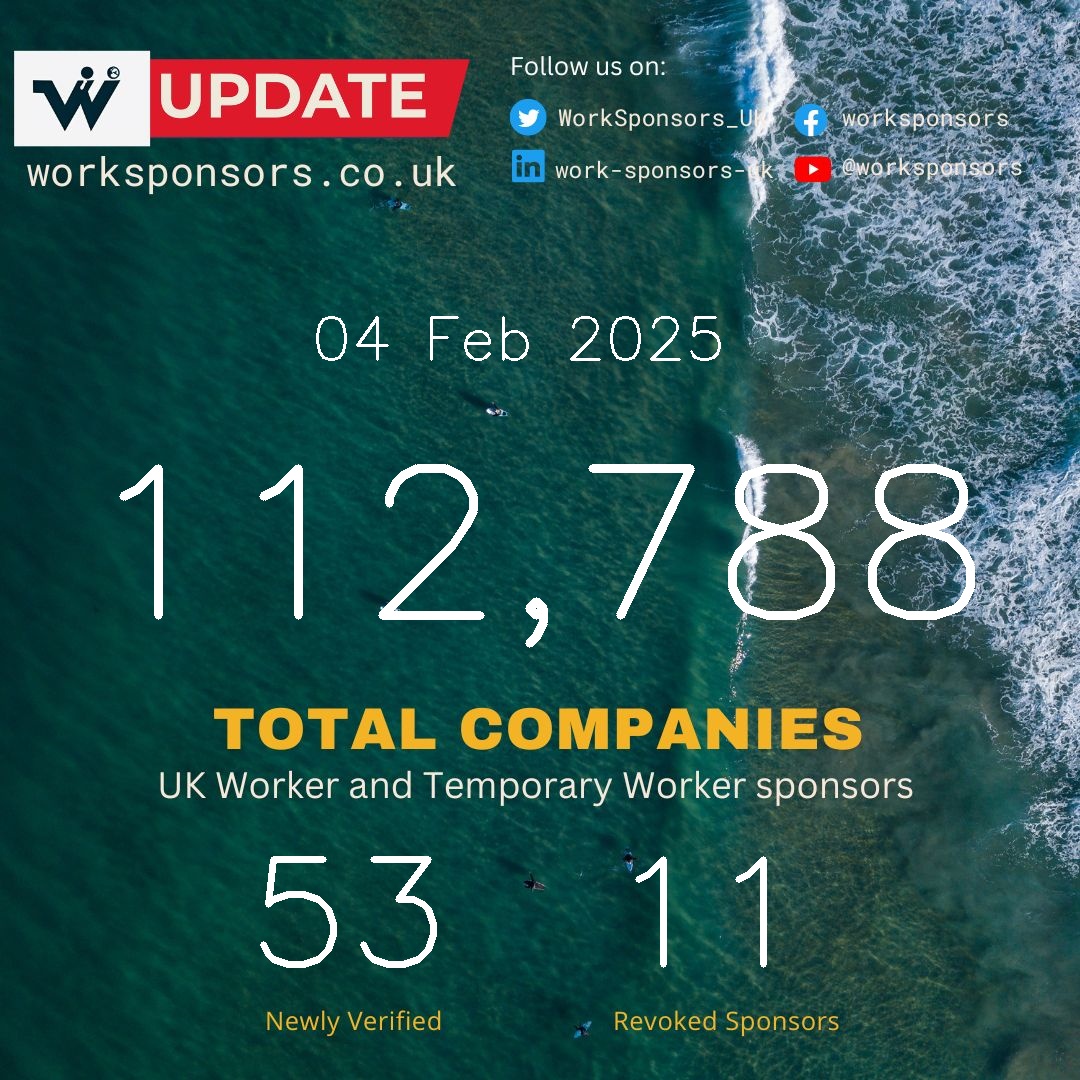 UPDATE
worksponsors.co.uk
Follow us on:
WorkSponsors_UK
worksponsors
work-sponsors-uk
@worksponsors
04 Feb 2025
112,788
TOTAL COMPANIES
UK Worker and Temporary Worker sponsors
53
11
Newly Verified
Revoked Sponsors